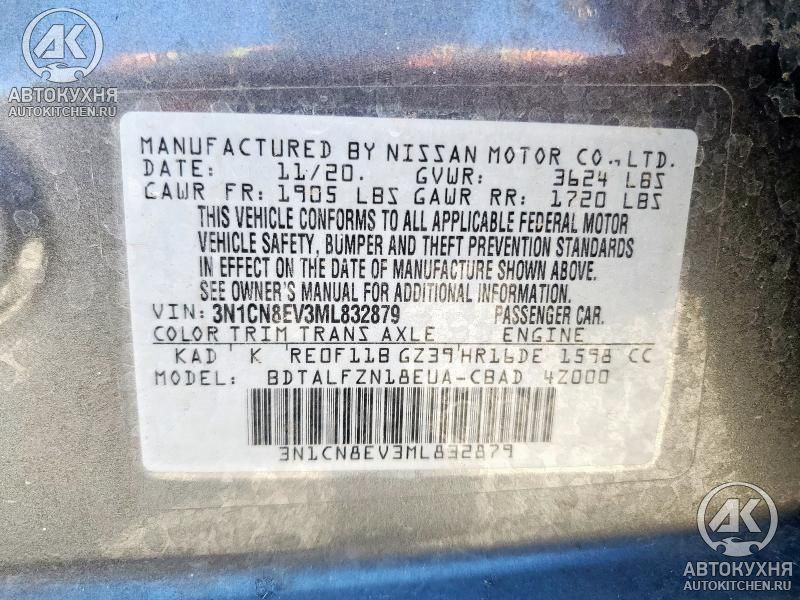 AK
АВТОКУХНЯ
AUTOKITCHEN.RU
MANUFACTURED BY NISSAN MOTOR CO., LTD.
DATE: 11/20. GVWR: 3624 LBS
GAWR FR: 1905 LBS GAWR RR: 1720 LBS
THIS VEHICLE CONFORMS TO ALL APPLICABLE FEDERAL MOTOR
VEHICLE SAFETY, BUMPER AND THEFT PREVENTION STANDARDS
IN EFFECT ON THE DATE OF MANUFACTURE SHOWN ABOVE.
SEE OWNER'S MANUAL FOR ADDITIONAL INFORMATION.
VIN: 3N1CN8EV3ML832879 PASSENGER CAR.
COLOR TRIM TRANS AXLE ENGINE
KAD K RE0F11B GZ39 HR16DE 1598 CC
MODEL: BDTALFZN18EUA-CBAD 4Z000
3N1CN8EV3ML832879
AK
АВТОКУХНЯ
AUTOKITCHEN.RU